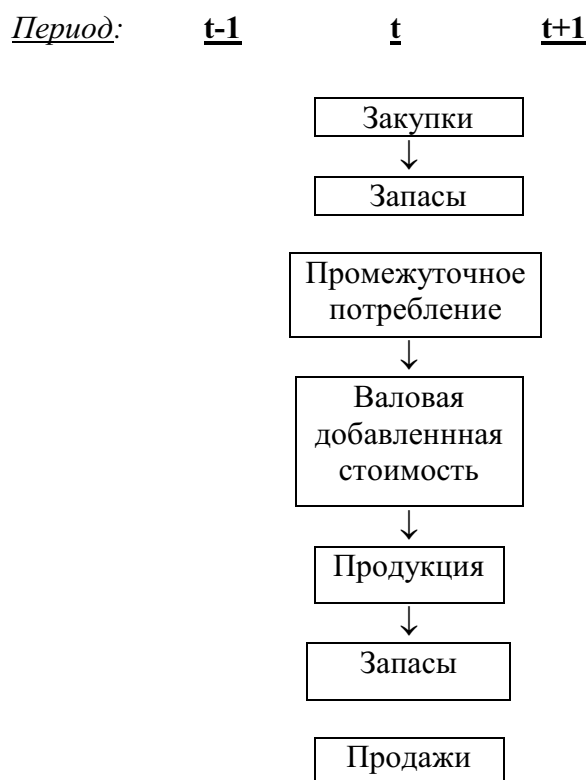 Период: t-1 t t+1
Закупки
↓
Запасы
Промежуточное
потребление
↓
Валовая
добавленнная
стоимость
↓
Продукция
↓
Запасы
Продажи